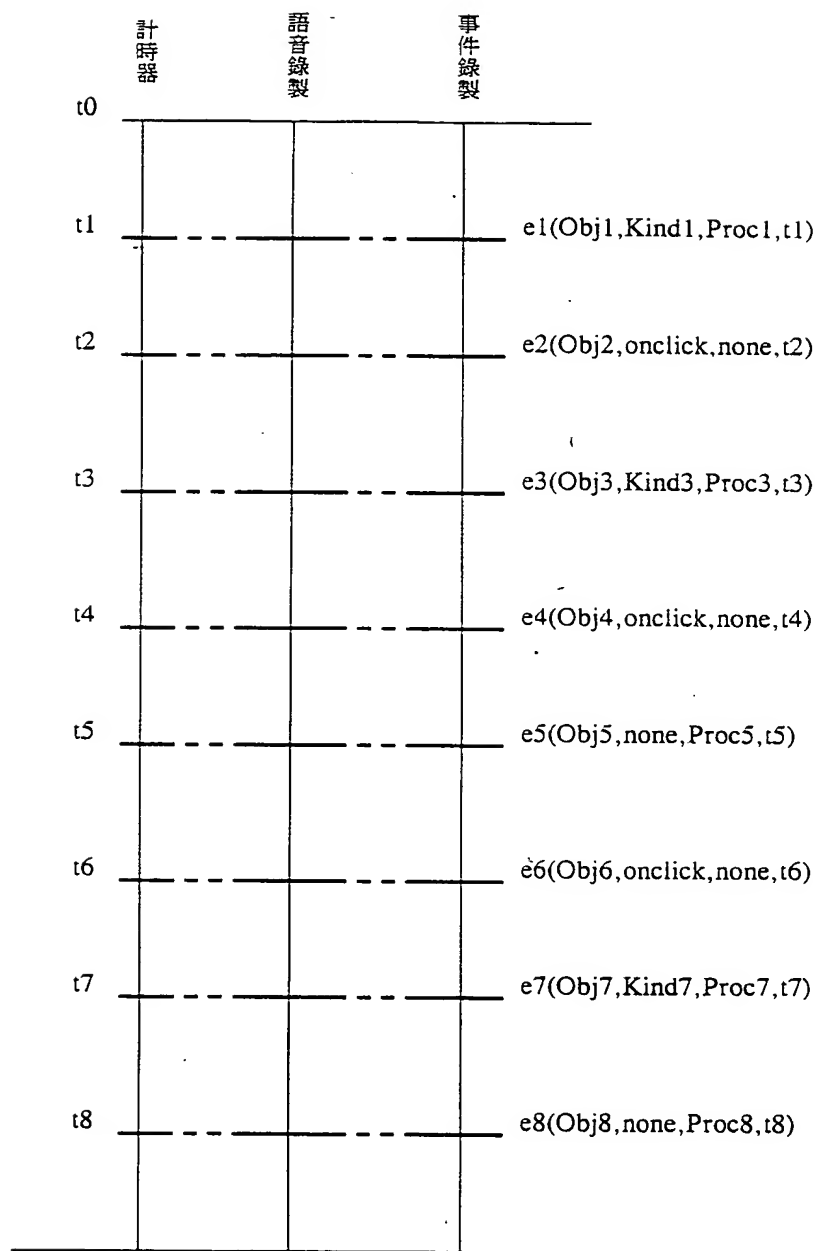 計時器
語音錄製
事件錄製
t0
t1
e1(Obj1,Kind1,Proc1,t1)
t2
e2(Obj2,onclick,none,t2)
t3
e3(Obj3,Kind3,Proc3,t3)
t4
e4(Obj4,onclick,none,t4)
t5
e5(Obj5,none,Proc5,t5)
t6
e6(Obj6,onclick,none,t6)
t7
e7(Obj7,Kind7,Proc7,t7)
t8
e8(Obj8,none,Proc8,t8)